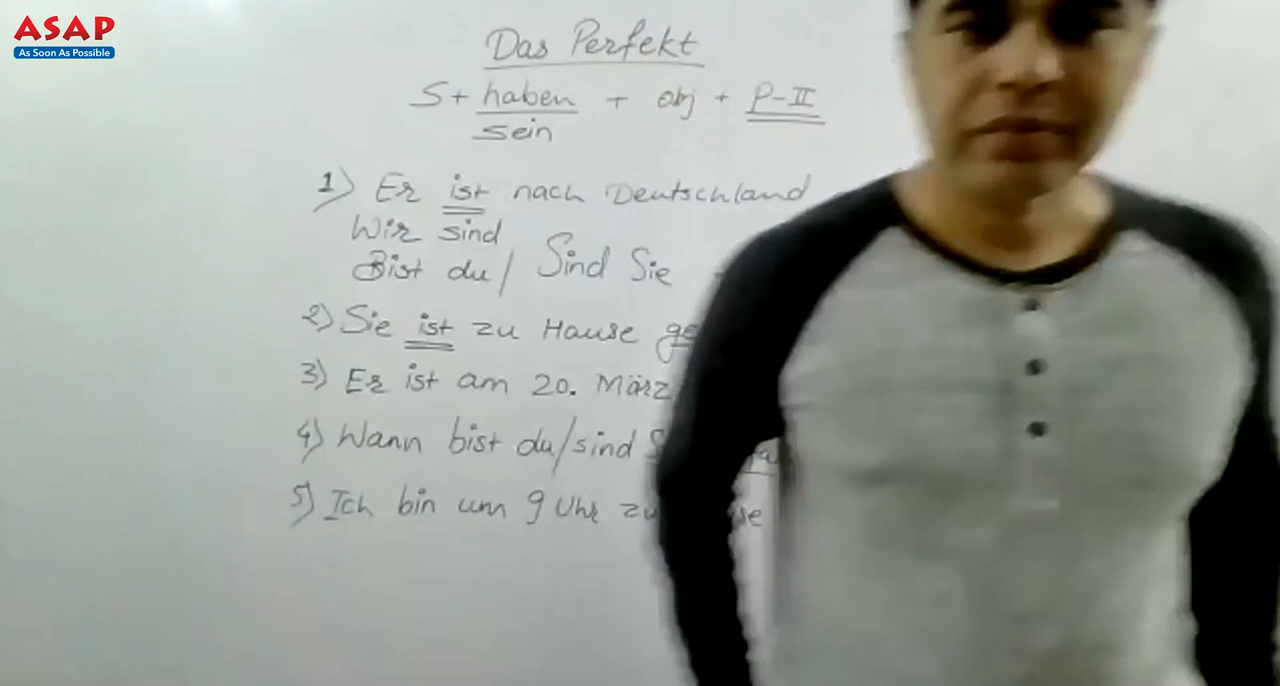 ASAP
As Soon As Possible
Das Perfekt
S + haben + obj + P-II
sein
1) Er ist nach Deutschland
Wir sind
Bist du / Sind Sie
2) Sie ist zu Hause ge
3) Er ist am 20. März
4) Wann bist du/sind
5) Ich bin um 9 Uhr zu